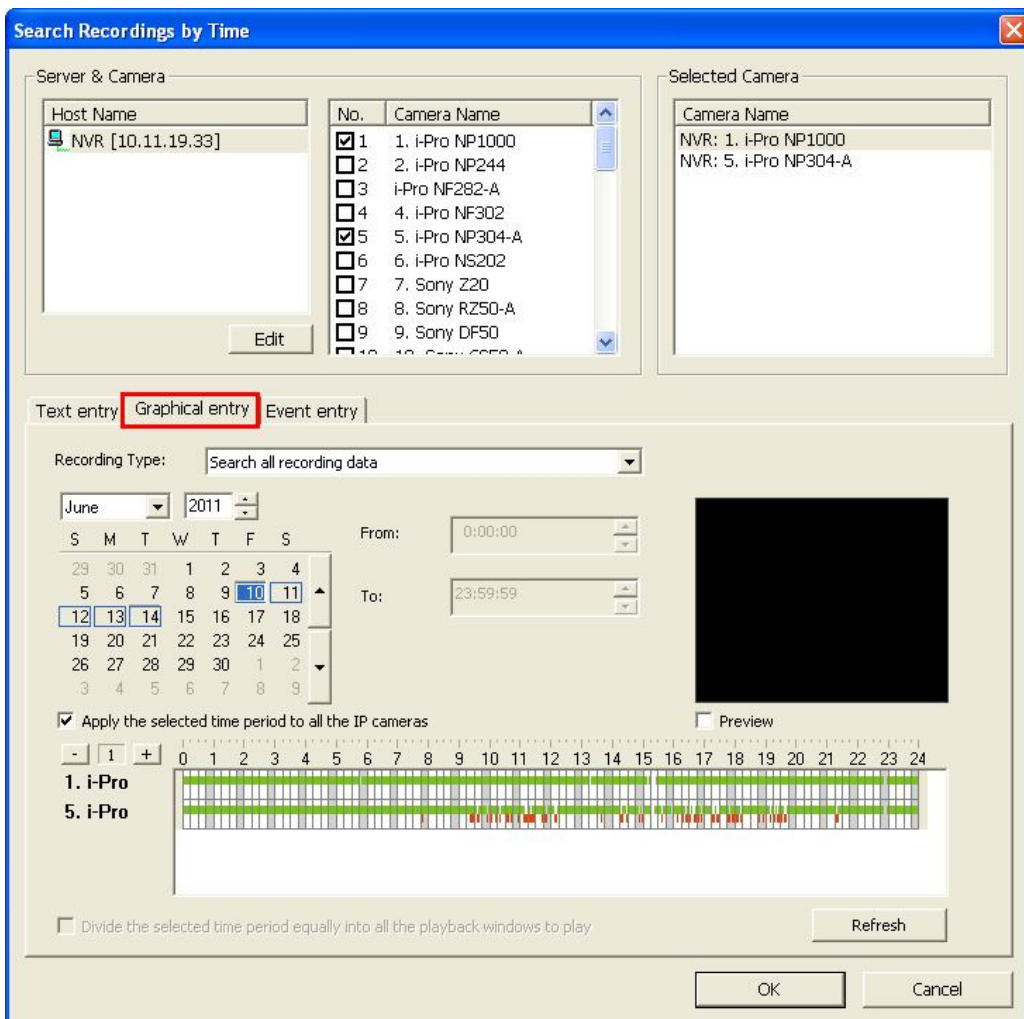 Search Recordings by Time
Server & Camera
Host Name
NVR [10.11.19.33]
Edit
No. Camera Name
1 1. i-Pro NP1000
2 2. i-Pro NP244
3 i-Pro NF282-A
4 4. i-Pro NF302
5 5. i-Pro NP304-A
6 6. i-Pro NS202
7 7. Sony Z20
8 8. Sony RZ50-A
9 9. Sony DF50
Selected Camera
Camera Name
NVR: 1. i-Pro NP1000
NVR: 5. i-Pro NP304-A
Text entry Graphical entry Event entry
Recording Type: Search all recording data
June 2011
S M T W T F S
29 30 31 1 2 3 4
5 6 7 8 9 10 11
12 13 14 15 16 17 18
19 20 21 22 23 24 25
26 27 28 29 30 1 2
3 4 5 6 7 8 9
From: 0:00:00
To: 23:59:59
Apply the selected time period to all the IP cameras
Preview
- 1 + 0 1 2 3 4 5 6 7 8 9 10 11 12 13 14 15 16 17 18 19 20 21 22 23 24
1. i-Pro
5. i-Pro
Divide the selected time period equally into all the playback windows to play
Refresh
OK Cancel